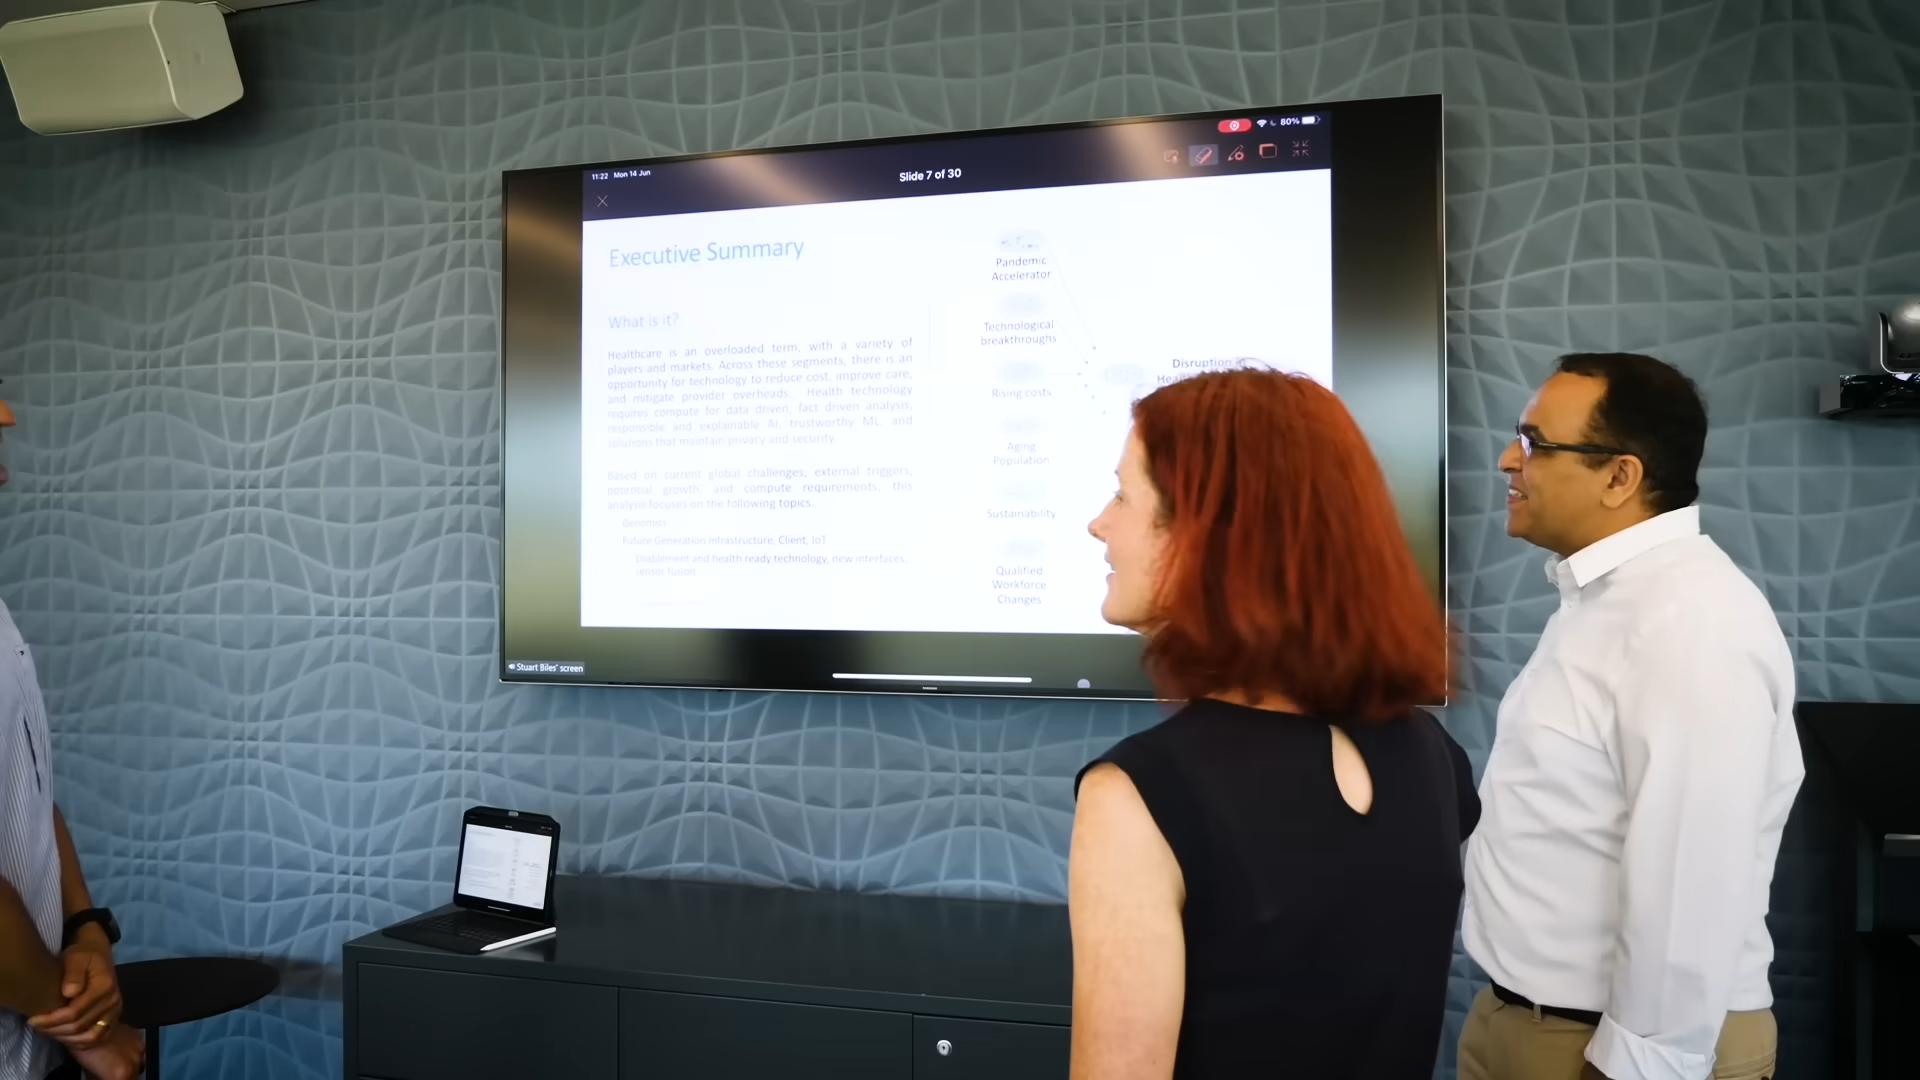 11:22 Mon 14 Jun
80%
Slide 7 of 30
Executive Summary
What is it?
Healthcare is an overloaded term, with a variety of
players and markets. Across these segments, there is an
opportunity for technology to reduce cost, improve care,
and mitigate provider overheads. Health technology
requires compute for data driven, fact driven analysis,
responsible and explainable AI, trustworthy ML, and
solutions that maintain privacy and security.
Based on current global challenges, external triggers,
potential growth, and compute requirements, this
analysis focuses on the following topics.
Genomics
Future Generation infrastructure, Client, IoT
Disablement and health ready technology, new interfaces,
sensor fusion
Pandemic
Accelerator
Technological
breakthroughs
Rising costs
Aging
Population
Sustainability
Qualified
Workforce
Changes
Disruption
Stuart Biles' screen